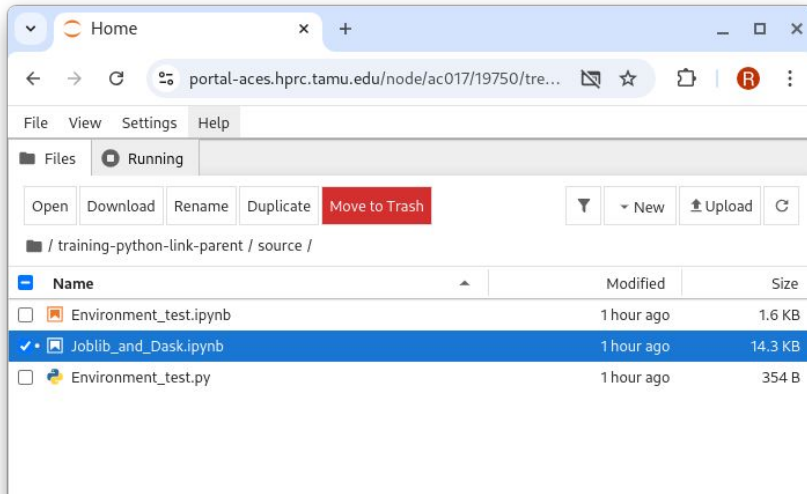 Home
portal-aces.hprc.tamu.edu/node/ac017/19750/tre...
R
File View Settings Help
Files Running
Open Download Rename Duplicate Move to Trash New Upload
/ training-python-link-parent / source /
Name Modified Size
Environment_test.ipynb 1 hour ago 1.6 KB
Joblib_and_Dask.ipynb 1 hour ago 14.3 KB
Environment_test.py 1 hour ago 354 B